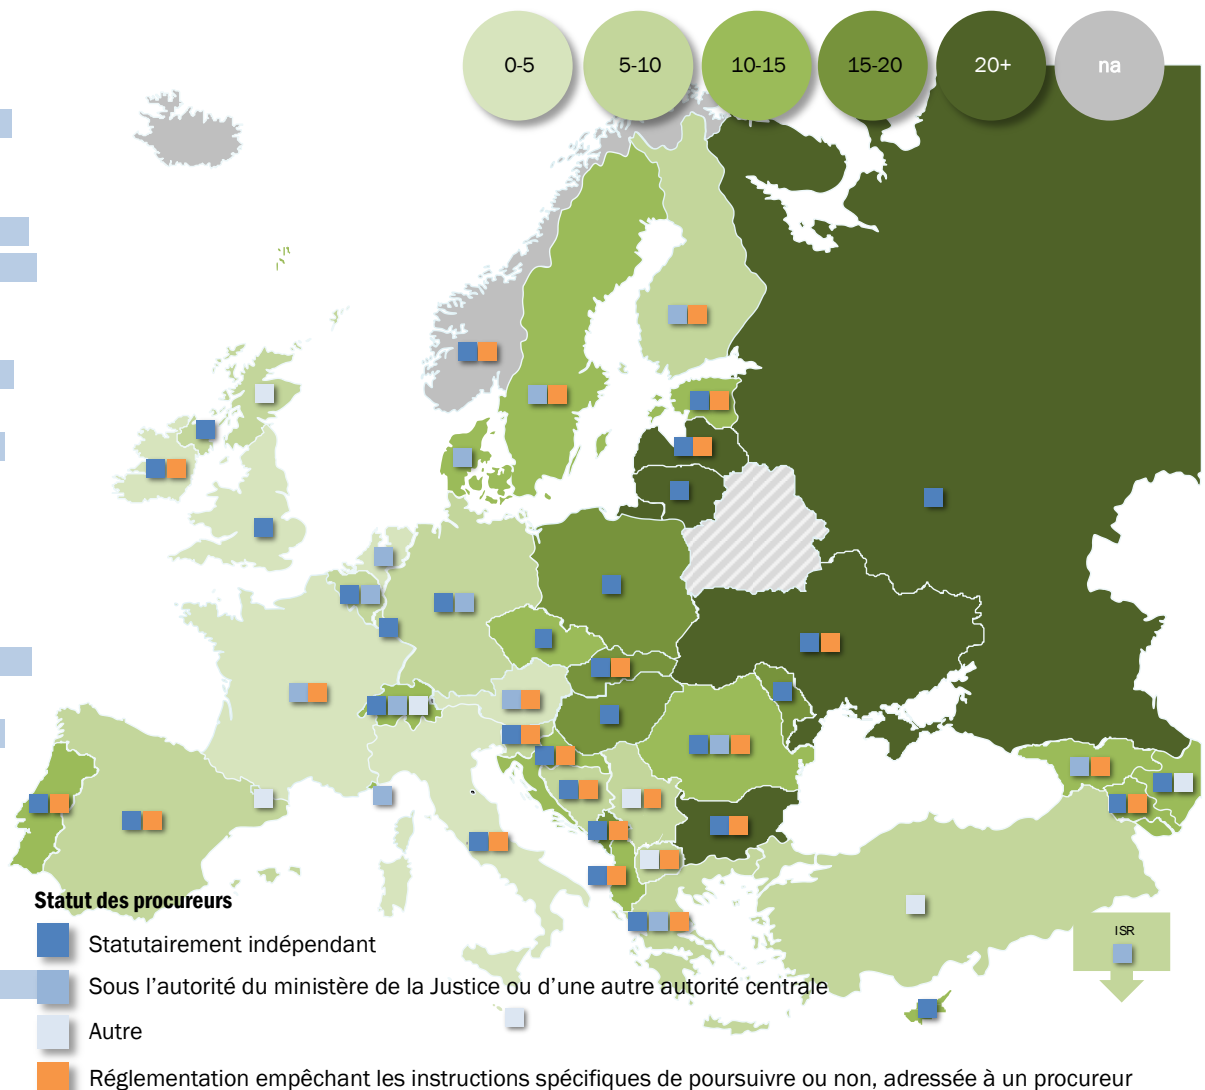 0-5
5-10
10-15
15-20
20+
na
ISR
Statut des procureurs
Statutairement indépendant
Sous l’autorité du ministère de la Justice ou d’une autre autorité centrale
Autre
Réglementation empêchant les instructions spécifiques de poursuivre ou non, adressée à un procureur